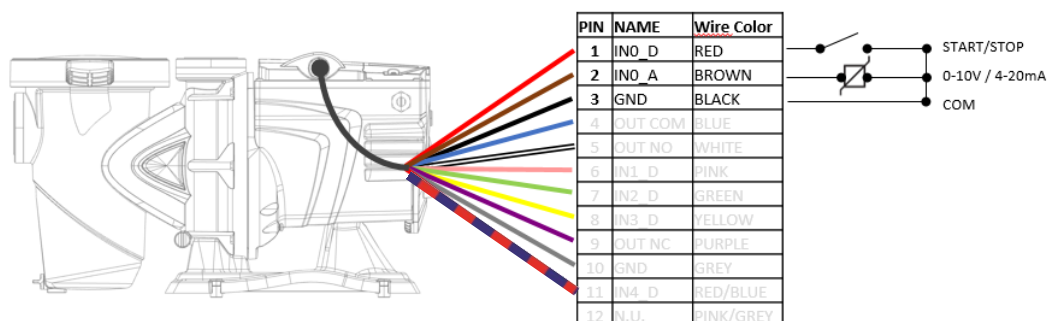 PIN NAME Wire Color
1 IN0_D RED START/STOP
2 IN0_A BROWN 0-10V / 4-20mA
3 GND BLACK COM
4 OUT COM BLUE
5 OUT NO WHITE
6 IN1_D PINK
7 IN2_D GREEN
8 IN3_D YELLOW
9 OUT NC PURPLE
10 GND GREY
11 IN4_D RED/BLUE
12 N.U. PINK/GREY